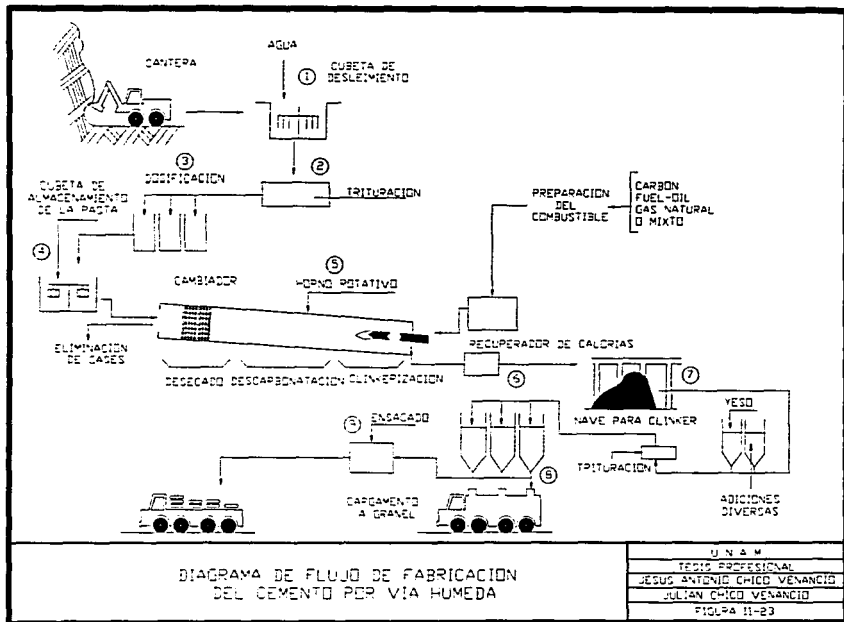 CANTERA
AGUA
①
CUBETA DE
DESLEIMIENTO
③
DOSIFICACION
②
TRITURACION
CUBETA DE
ALMACENAMIENTO
DE LA PASTA
④
PREPARACION
DEL
COMBUSTIBLE
CARBON
FUEL-OIL
GAS NATURAL
O MIXTO
CAMBIADOR
⑤
HORNO ROTATIVO
ELIMINACION
DE GASES
DESECADO DESCARBONATACION CLINKERIZACION
RECUPERADOR DE CALORIAS
⑥
⑦
NAVE PARA CLINKER
YESO
TRITURACION
ADICIONES
DIVERSAS
ENSACADO
⑧
CARGAMENTO
A GRANEL
DIAGRAMA DE FLUJO DE FABRICACION
DEL CEMENTO POR VIA HUMEDA
U N A M
TESIS PROFESIONAL
JESUS ANTONIO CHICO VENANCIO
JULIAN CHICO VENANCIO
FIGURA II-23